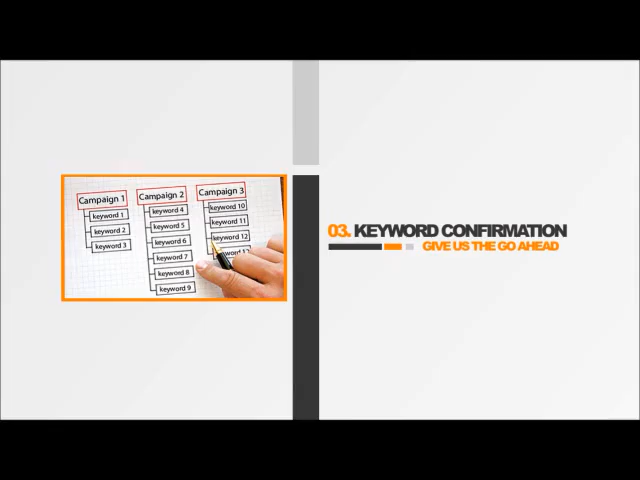 Campaign 1
keyword 1
keyword 2
keyword 3
Campaign 2
keyword 4
keyword 5
keyword 6
keyword 7
keyword 8
keyword 9
Campaign 3
keyword 10
keyword 11
keyword 12
03. KEYWORD CONFIRMATION
GIVE US THE GO AHEAD